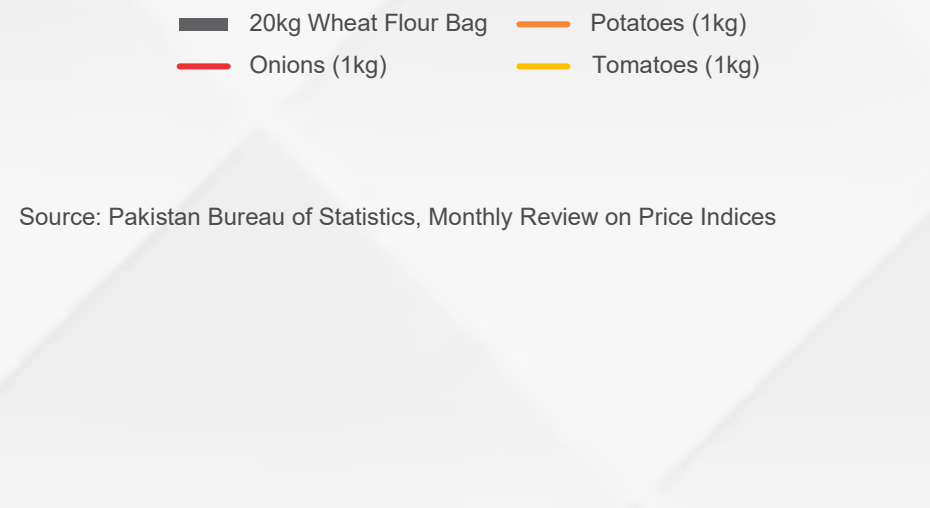 20kg Wheat Flour Bag Potatoes (1kg)
Onions (1kg) Tomatoes (1kg)
Source: Pakistan Bureau of Statistics, Monthly Review on Price Indices